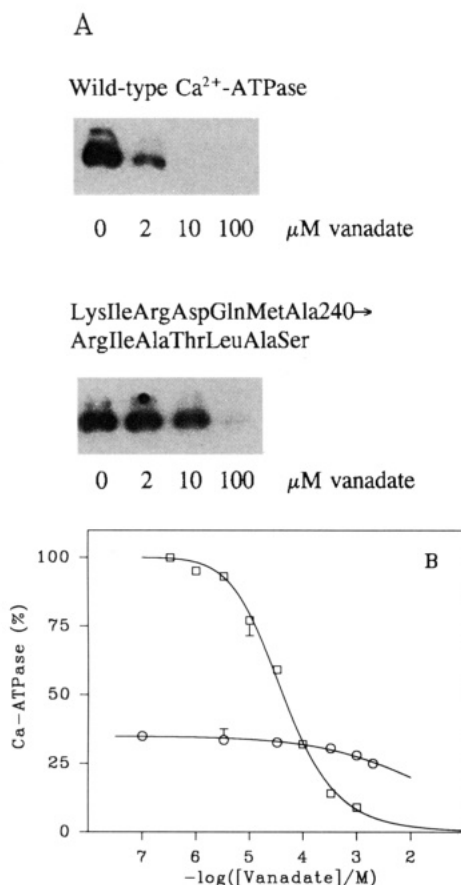 A
Wild-type Ca²⁺-ATPase
0 2 10 100 μM vanadate
LysIleArgAspGlnMetAla240→
ArgIleAlaThrLeuAlaSer
0 2 10 100 μM vanadate
B
100
75
50
25
0
Ca-ATPase (%)
7 6 5 4 3 2
-log([Vanadate]/M)